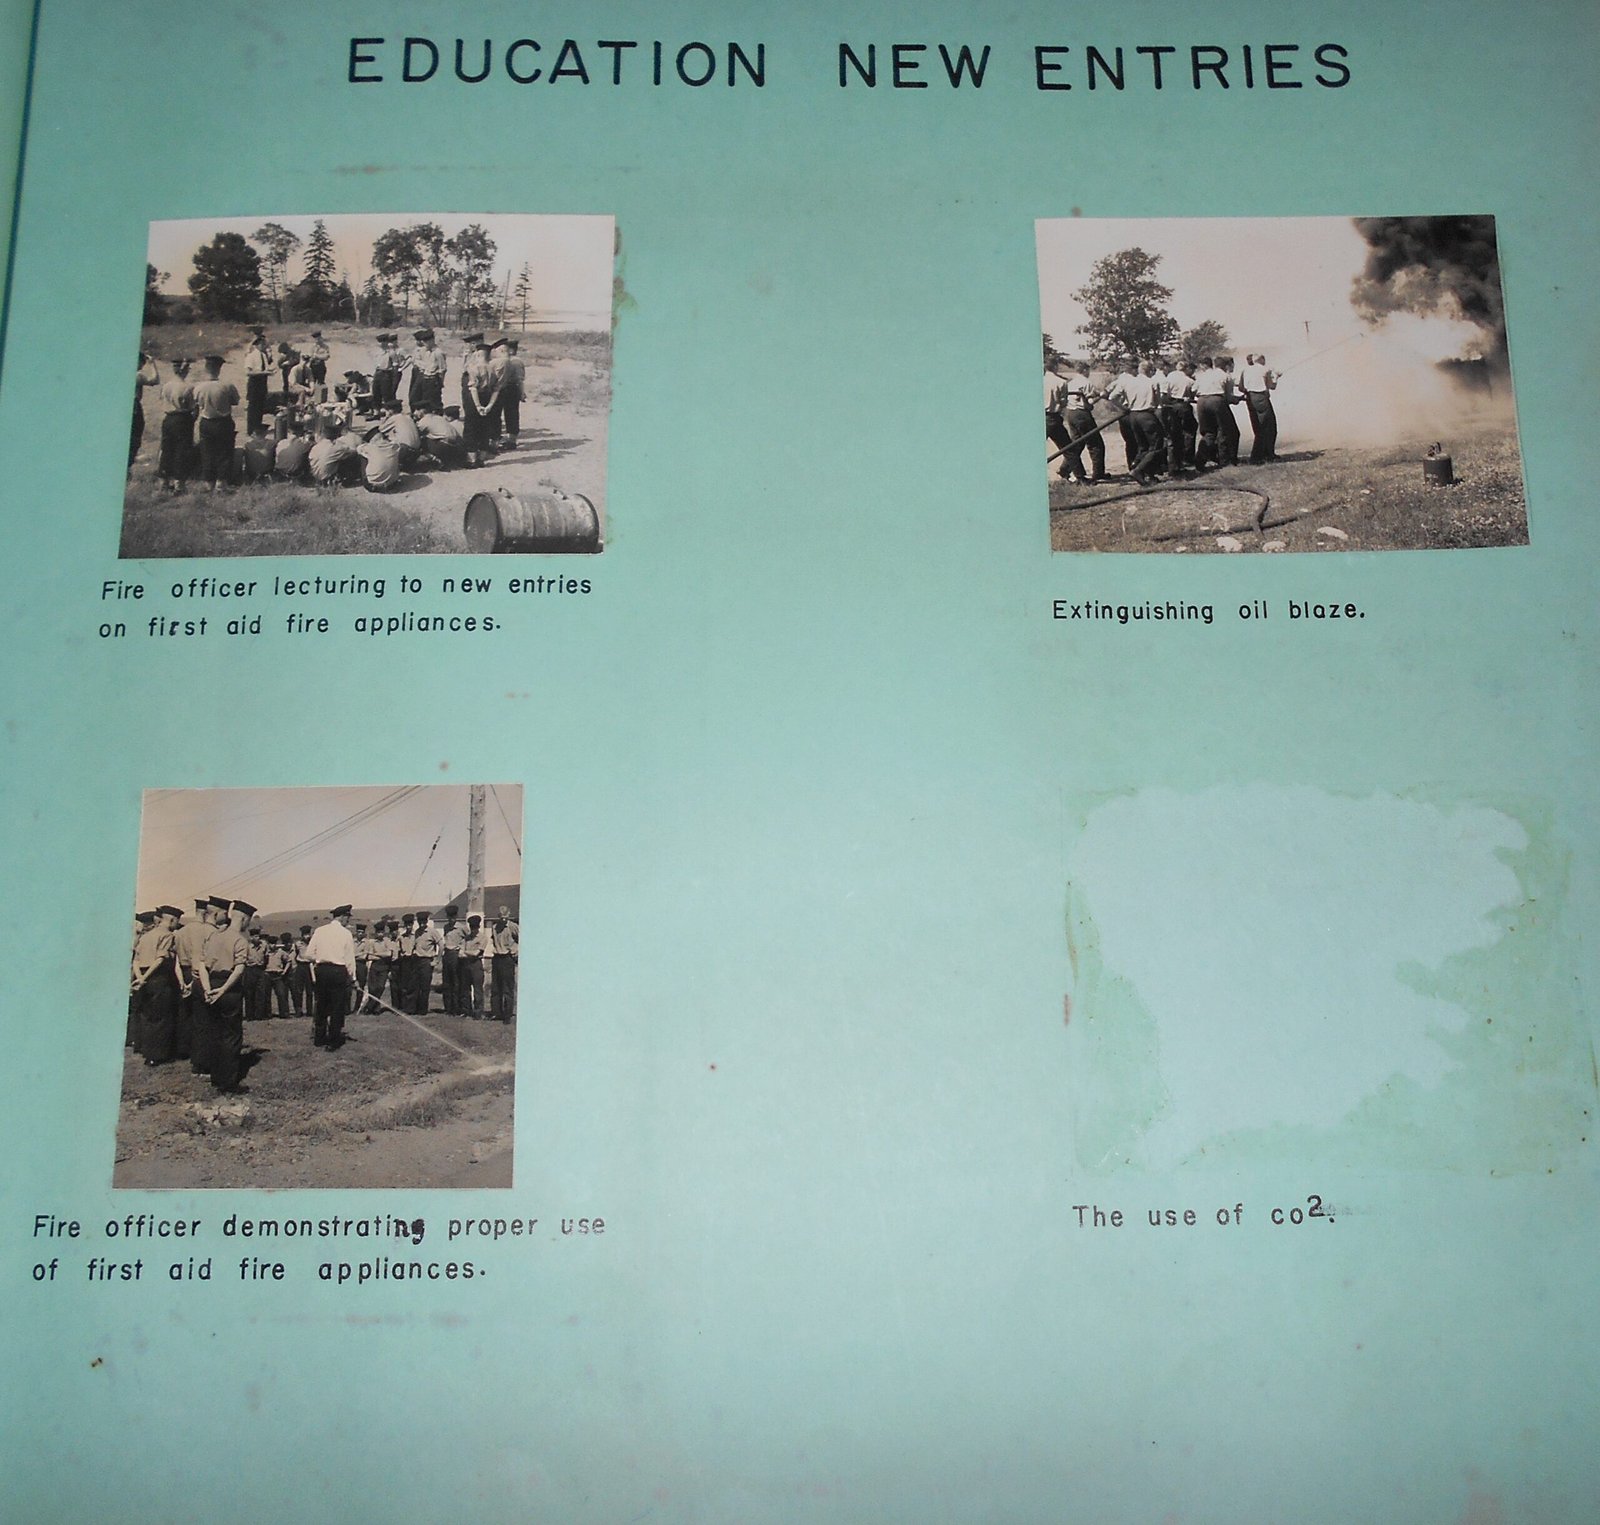 EDUCATION NEW ENTRIES
Fire officer lecturing to new entries
on first aid fire appliances.
Extinguishing oil blaze.
Fire officer demonstrating proper use
of first aid fire appliances.
The use of co².